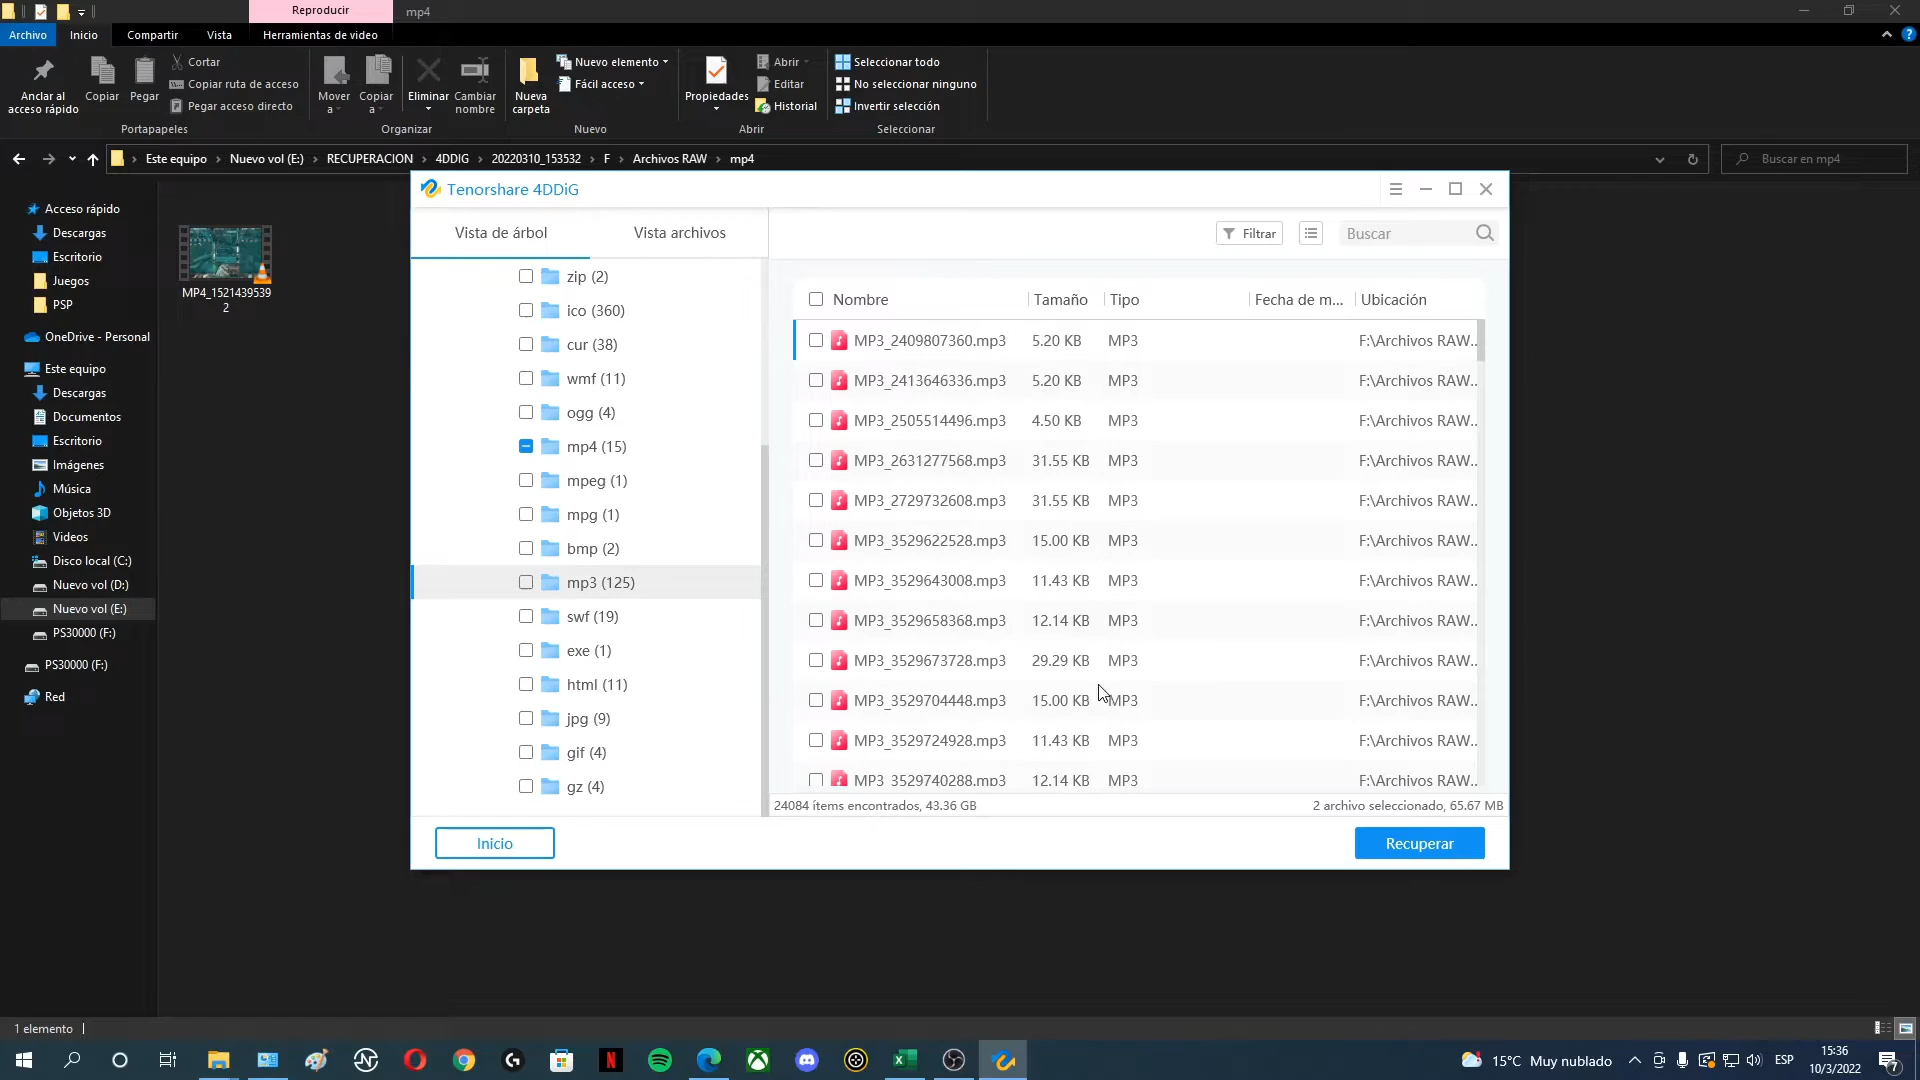 Reproducir
mp4
Archivo
Inicio
Compartir
Vista
Herramientas de video
Anclar al
acceso rápido
Copiar
Pegar
Cortar
Copiar ruta de acceso
Pegar acceso directo
Portapapeles
Mover
a
Copiar
a
Eliminar
Cambiar
nombre
Organizar
Nueva
carpeta
Nuevo elemento
Fácil acceso
Nuevo
Propiedades
Abrir
Editar
Historial
Abrir
Seleccionar todo
No seleccionar ninguno
Invertir selección
Seleccionar
Este equipo > Nuevo vol (E:) > RECUPERACION > 4DDIG > 20220310_153532 > F > Archivos RAW > mp4
Buscar en mp4
Acceso rápido
Descargas
Escritorio
Juegos
PSP
OneDrive - Personal
Este equipo
Descargas
Documentos
Escritorio
Imágenes
Música
Objetos 3D
Videos
Disco local (C:)
Nuevo vol (D:)
Nuevo vol (E:)
PS30000 (F:)
PS30000 (F:)
Red
MP4_1521439539
2
Tenorshare 4DDiG
Vista de árbol
Vista archivos
Filtrar
Buscar
zip (2)
ico (360)
cur (38)
wmf (11)
ogg (4)
mp4 (15)
mpeg (1)
mpg (1)
bmp (2)
mp3 (125)
swf (19)
exe (1)
html (11)
jpg (9)
gif (4)
gz (4)
Nombre Tamaño Tipo Fecha de m... Ubicación
MP3_2409807360.mp3 5.20 KB MP3 F:\Archivos RAW..
MP3_2413646336.mp3 5.20 KB MP3 F:\Archivos RAW..
MP3_2505514496.mp3 4.50 KB MP3 F:\Archivos RAW..
MP3_2631277568.mp3 31.55 KB MP3 F:\Archivos RAW..
MP3_2729732608.mp3 31.55 KB MP3 F:\Archivos RAW..
MP3_3529622528.mp3 15.00 KB MP3 F:\Archivos RAW..
MP3_3529643008.mp3 11.43 KB MP3 F:\Archivos RAW..
MP3_3529658368.mp3 12.14 KB MP3 F:\Archivos RAW..
MP3_3529673728.mp3 29.29 KB MP3 F:\Archivos RAW..
MP3_3529704448.mp3 15.00 KB MP3 F:\Archivos RAW..
MP3_3529724928.mp3 11.43 KB MP3 F:\Archivos RAW..
MP3_3529740288.mp3 12.14 KB MP3 F:\Archivos RAW..
24084 ítems encontrados, 43.36 GB
2 archivo seleccionado, 65.67 MB
Inicio
Recuperar
1 elemento
15°C Muy nublado
ESP
15:36
10/3/2022
7